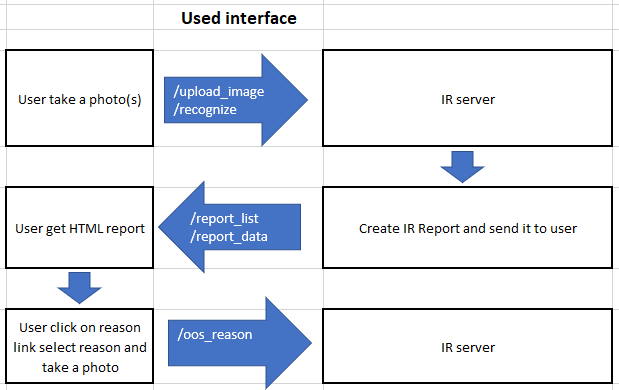 Used interface
User take a photo(s)
/upload_image
/recognize
IR server
User get HTML report
/report_list
/report_data
Create IR Report and send it to user
User click on reason
link select reason and
take a photo
/oos_reason
IR server